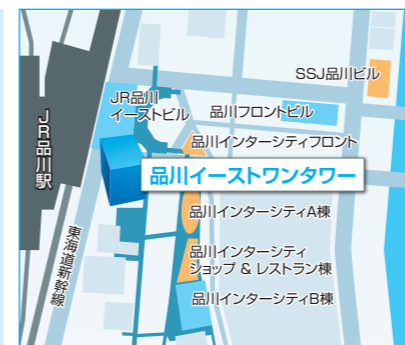 SSJ品川ビル
JR品川
イーストビル
品川フロントビル
JR品川駅
品川インターシティフロント
品川イーストワンタワー
品川インターシティA棟
東海道新幹線
品川インターシティ
ショップ & レストラン棟
品川インターシティB棟